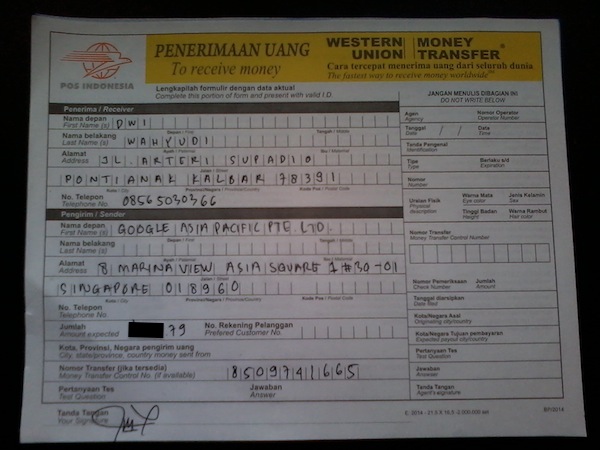 POS INDONESIA
PENERIMAAN UANG
To receive money
WESTERN UNION MONEY TRANSFER
Cara tercepat menerima uang dari seluruh dunia
The fastest way to receive money worldwide
Lengkapilah formulir dengan data aktual
Complete this portion of form and present with valid I.D.
JANGAN MENULIS DIBAGIAN INI
DO NOT WRITE BELOW
Penerima / Receiver
Nama depan
First Name (s)
DWI
Nama belakang
Last Name (s)
WAHYUDI
Alamat
Address
JL. ARTERI SUPADIO
PONTIANAK KALBAR 78391
No. Telepon
Telephone No.
08565030366
Pengirim / Sender
Nama depan
First Name (s)
GOOGLE ASIA PACIFIC PTE. LTD.
Nama belakang
Last Name (s)
Alamat
Address
8 MARINA VIEW ASIA SQUARE 1 #30-01
SINGAPORE 018960
No. Telepon
Telephone No.
Jumlah
Amount expected
79
No. Rekening Pelanggan
Prefered Customer No.
Kota, Provinsi, Negara pengirim uang
City, state/province, country money sent from
Nomor Transfer (jika tersedia)
Money Transfer Control No. (if available)
8509741665
Pertanyaan Tes
Test Question
Jawaban
Answer
Tanda Tangan
Your Signature
Agen
Agency
Nomor Operator
Operator Number
Tanggal
Date
Data
Time
Tanda Pengenal
Identification
Tipe
Type
Berlaku s/d
Expiration
Nomor
Number
Uraian Fisik
Physical description
Warna Mata
Eye color
Jenis Kelamin
Sex
Tinggi Badan
Height
Warna Rambut
Hair color
Nomor Transfer
Money Transfer Control Number
Nomor Pemeriksaan
Check Number
Jumlah
Amount
Tanggal diarsipkan
Date filed
Kota/Negara Asal
Originating city/country
Kota/Negara Tujuan pembayaran
Expected payout city/country
Pertanyaan Tes
Test Question
Jawaban
Answer
Tanda Tangan
Agent's signature